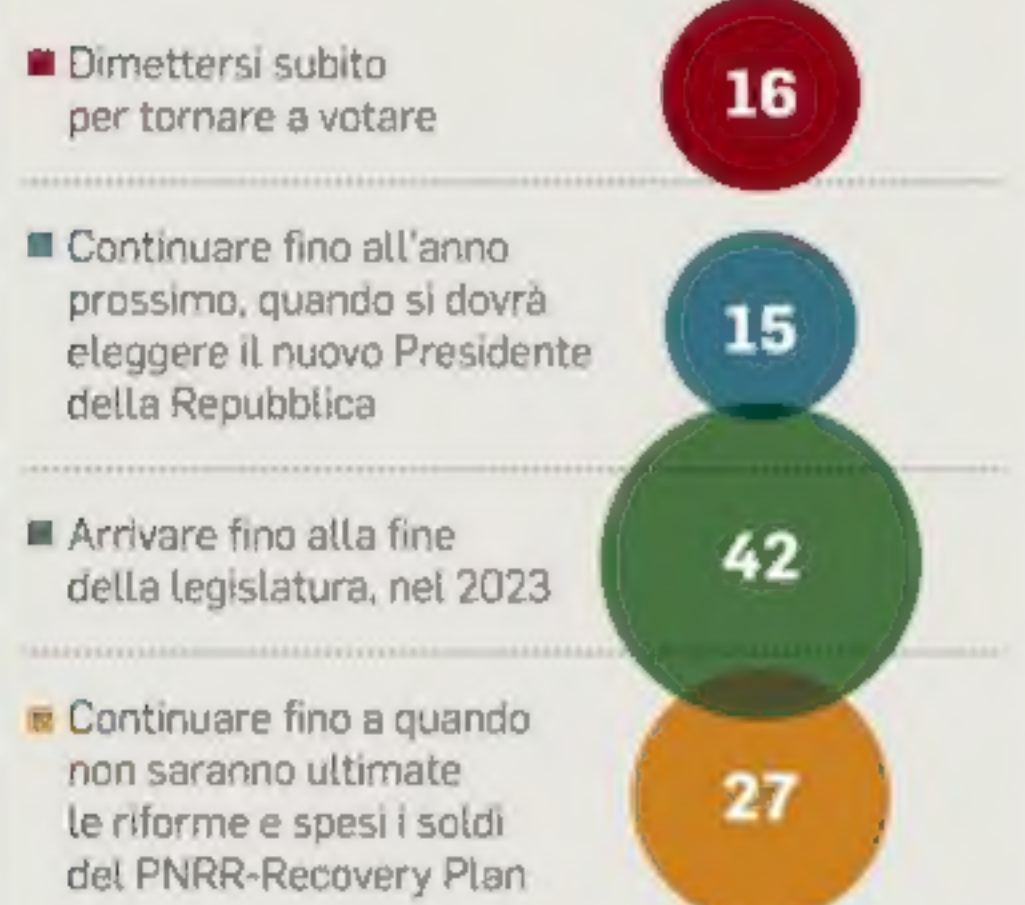 Dimettersi subito
per tornare a votare
16
Continuare fino all'anno
prossimo, quando si dovrà
eleggere il nuovo Presidente
della Repubblica
15
Arrivare fino alla fine
della legislatura, nel 2023
42
Continuare fino a quando
non saranno ultimate
le riforme e spesi i soldi
del PNRR-Recovery Plan
27